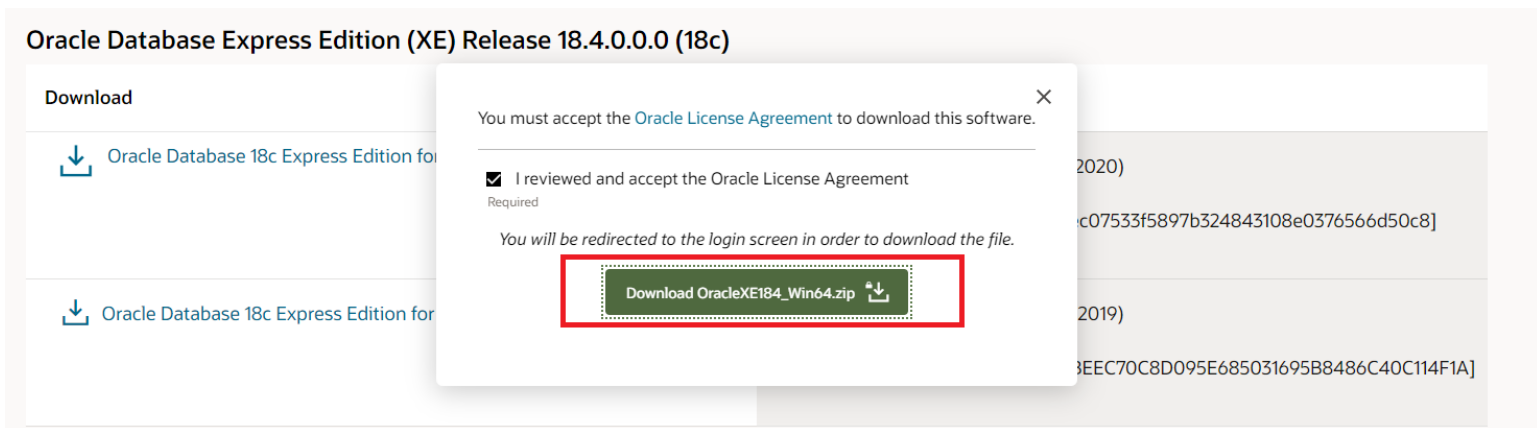 Oracle Database Express Edition (XE) Release 18.4.0.0.0 (18c)
Download
You must accept the Oracle License Agreement to download this software.
Oracle Database 18c Express Edition for
2020)
I reviewed and accept the Oracle License Agreement
Required
c07533f5897b324843108e0376566d50c8]
You will be redirected to the login screen in order to download the file.
Download OracleXE184_Win64.zip
Oracle Database 18c Express Edition for
2019)
EEC70C8D095E685031695B8486C40C114F1A]